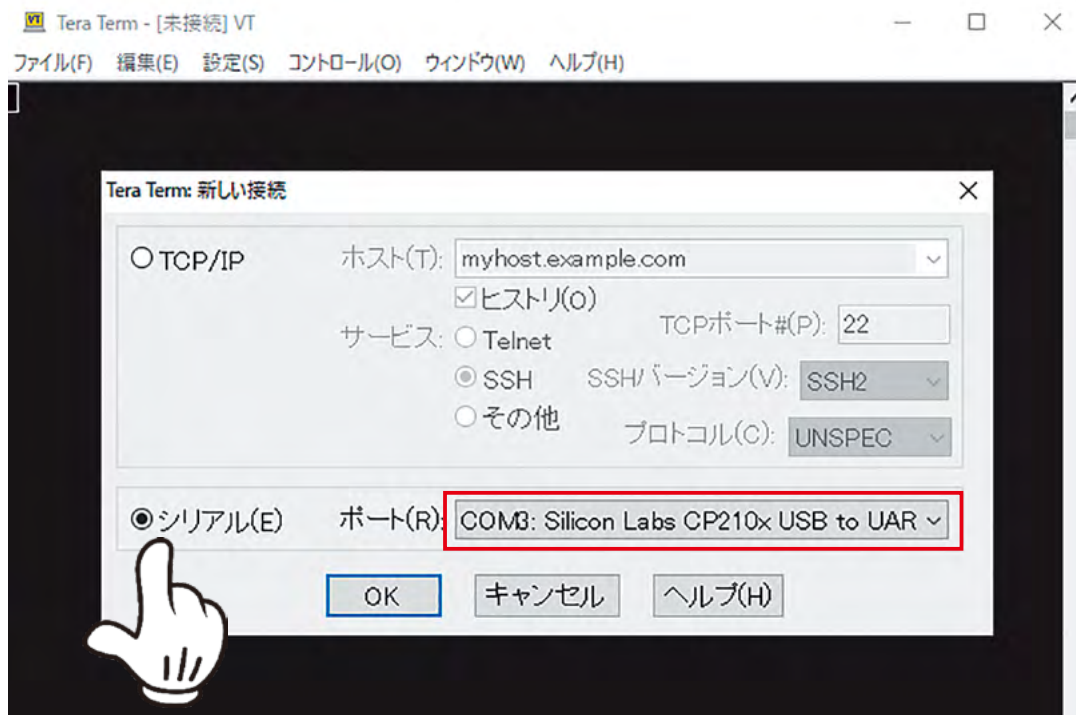 VT Tera Term - [未接続] VT
ファイル(F) 編集(E) 設定(S) コントロール(O) ウィンドウ(W) ヘルプ(H)
Tera Term: 新しい接続
TCP/IP ホスト(T): myhost.example.com
ヒストリ(O)
サービス: Telnet TCPポート#(P): 22
SSH SSHバージョン(V): SSH2
その他 プロトコル(C): UNSPEC
シリアル(E) ポート(R): COM3: Silicon Labs CP210x USB to UAR
OK キャンセル ヘルプ(H)